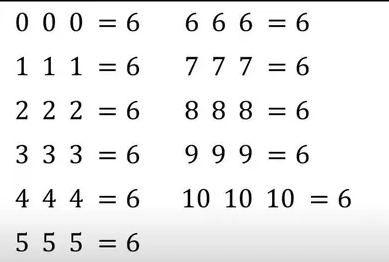 0 0 0 = 6
1 1 1 = 6
2 2 2 = 6
3 3 3 = 6
4 4 4 = 6
5 5 5 = 6
6 6 6 = 6
7 7 7 = 6
8 8 8 = 6
9 9 9 = 6
10 10 10 = 6